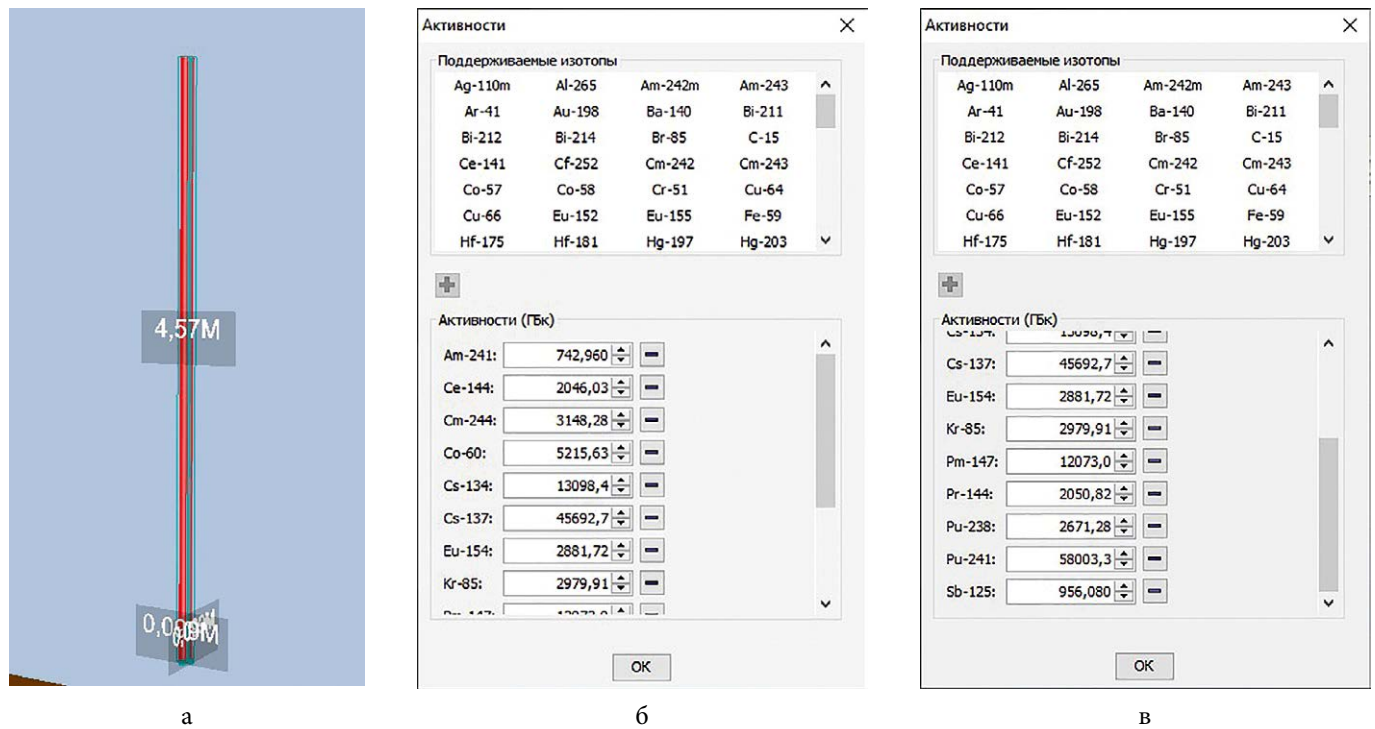 4,57М
Активности
Поддерживаемые изотопы
Ag-110m Al-265 Am-242m Am-243
Ar-41 Au-198 Ba-140 Bi-211
Bi-212 Bi-214 Br-85 C-15
Ce-141 Cf-252 Cm-242 Cm-243
Co-57 Co-58 Cr-51 Cu-64
Cu-66 Eu-152 Eu-155 Fe-59
Hf-175 Hf-181 Hg-197 Hg-203
Активности (ГБк)
Am-241: 742,960
Ce-144: 2046,03
Cm-244: 3148,28
Co-60: 5215,63
Cs-134: 13098,4
Cs-137: 45692,7
Eu-154: 2881,72
Kr-85: 2979,91
Pm-147: 12073,0
OK
Активности
Поддерживаемые изотопы
Ag-110m Al-265 Am-242m Am-243
Ar-41 Au-198 Ba-140 Bi-211
Bi-212 Bi-214 Br-85 C-15
Ce-141 Cf-252 Cm-242 Cm-243
Co-57 Co-58 Cr-51 Cu-64
Cu-66 Eu-152 Eu-155 Fe-59
Hf-175 Hf-181 Hg-197 Hg-203
Активности (ГБк)
Cs-134: 13098,4
Cs-137: 45692,7
Eu-154: 2881,72
Kr-85: 2979,91
Pm-147: 12073,0
Pr-144: 2050,82
Pu-238: 2671,28
Pu-241: 58003,3
Sb-125: 956,080
OK
а
б
в